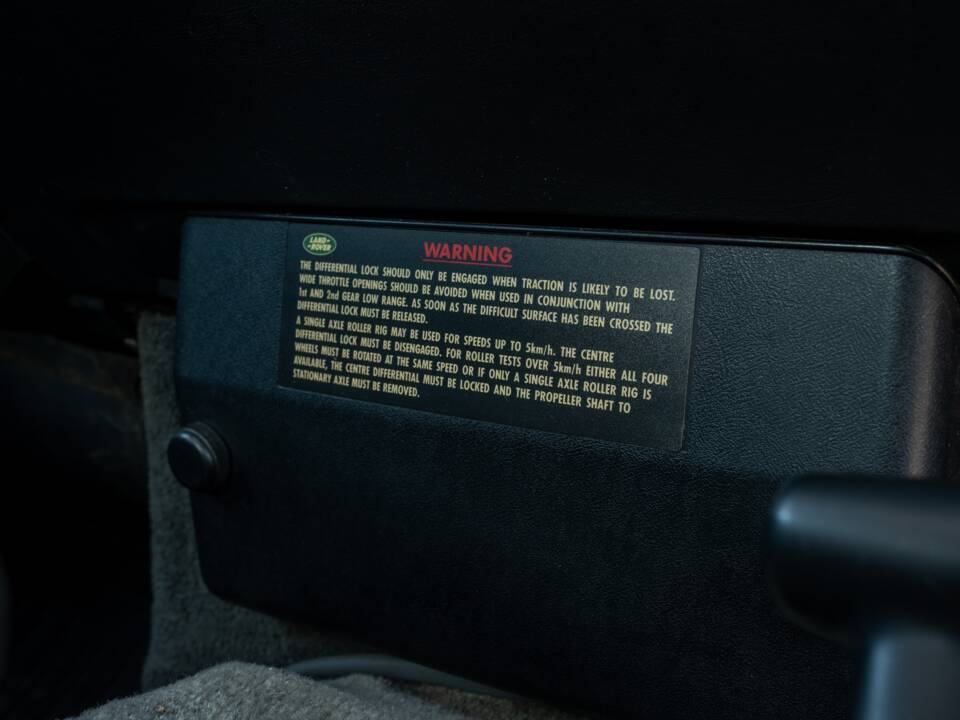 LAND-
-ROVER
WARNING
THE DIFFERENTIAL LOCK SHOULD ONLY BE ENGAGED WHEN TRACTION IS LIKELY TO BE LOST.
WIDE THROTTLE OPENINGS SHOULD BE AVOIDED WHEN USED IN CONJUNCTION WITH
1st AND 2nd GEAR LOW RANGE. AS SOON AS THE DIFFICULT SURFACE HAS BEEN CROSSED THE
DIFFERENTIAL LOCK MUST BE RELEASED.
A SINGLE AXLE ROLLER RIG MAY BE USED FOR SPEEDS UP TO 5km/h. THE CENTRE
DIFFERENTIAL LOCK MUST BE DISENGAGED. FOR ROLLER TESTS OVER 5km/h EITHER ALL FOUR
WHEELS MUST BE ROTATED AT THE SAME SPEED OR IF ONLY A SINGLE AXLE ROLLER RIG IS
AVAILABLE, THE CENTRE DIFFERENTIAL MUST BE LOCKED AND THE PROPELLER SHAFT TO
STATIONARY AXLE MUST BE REMOVED.